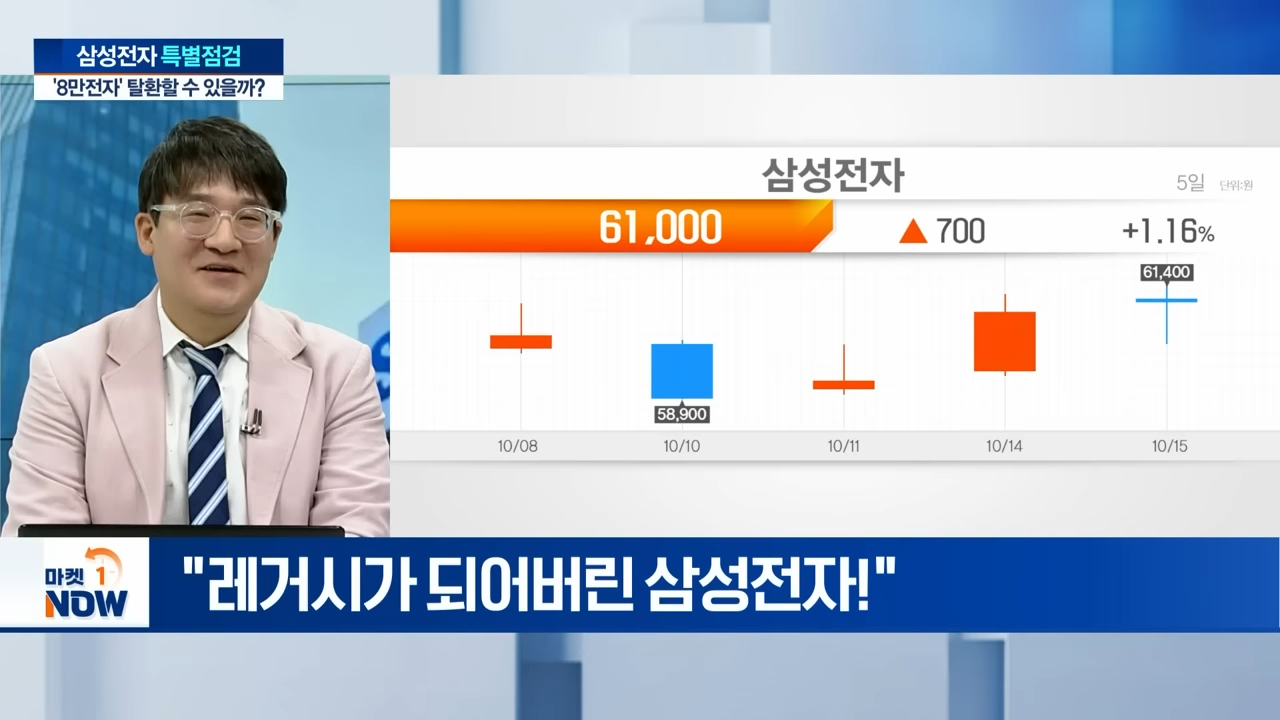 삼성전자 특별점검
'8만전자' 탈환할 수 있을까?
삼성전자
5일 단위:원
61,000 ▲ 700 +1.16%
61,400
58,900
10/08 10/10 10/11 10/14 10/15
마켓 1
NOW
"레거시가 되어버린 삼성전자!"